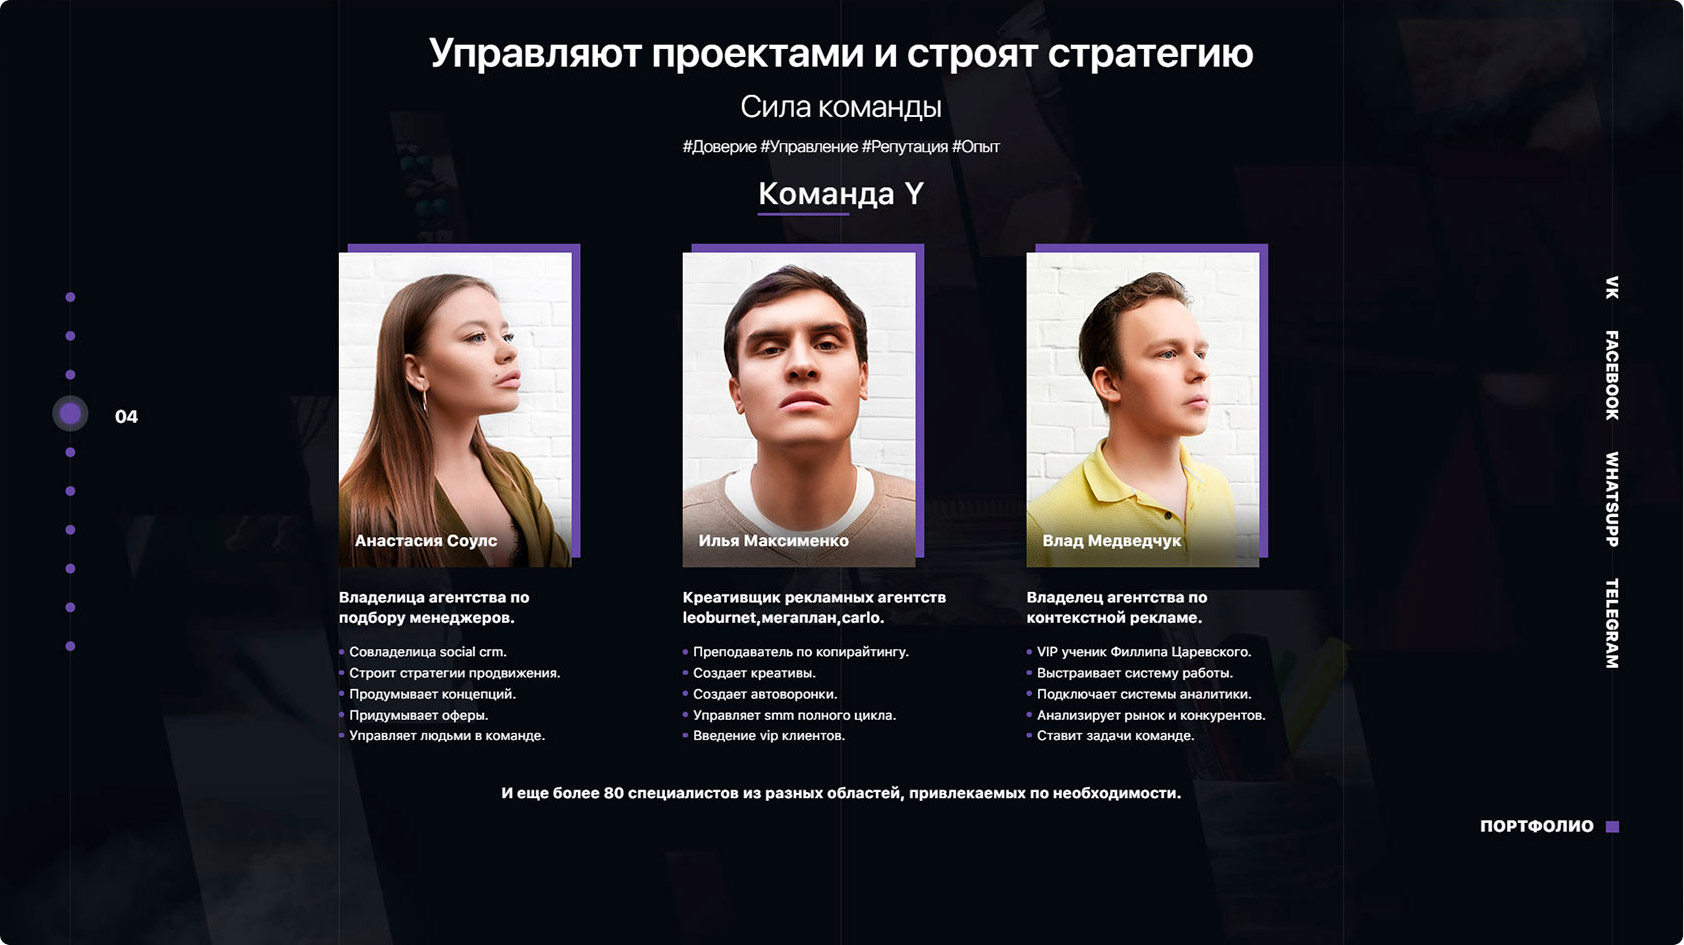 Управляют проектами и строят стратегию
Сила команды
#Доверие #Управление #Репутация #Опыт
Команда Y
04
Анастасия Соулс
Владелица агентства по
подбору менеджеров.
Совладелица social crm.
Строит стратегии продвижения.
Продумывает концепций.
Придумывает оферы.
Управляет людьми в команде.
Илья Максименко
Креативщик рекламных агентств
leoburnet,мегаплан,carlo.
Преподаватель по копирайтингу.
Создает креативы.
Создает автоворонки.
Управляет smm полного цикла.
Введение vip клиентов.
Влад Медведчук
Владелец агентства по
контекстной рекламе.
VIP ученик Филлипа Царевского.
Выстраивает систему работы.
Подключает системы аналитики.
Анализирует рынок и конкурентов.
Ставит задачи команде.
И еще более 80 специалистов из разных областей, привлекаемых по необходимости.
VK
FACEBOOK
WHATSUPP
TELEGRAM
ПОРТФОЛИО